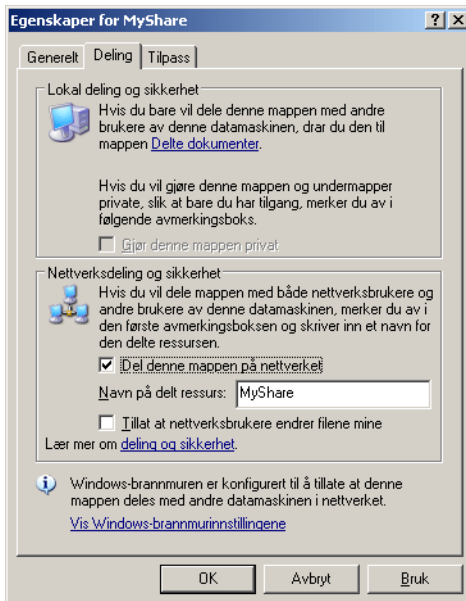 Egenskaper for MyShare
Generelt Deling Tilpass
Lokal deling og sikkerhet
Hvis du bare vil dele denne mappen med andre
brukere av denne datamaskinen, drar du den til
mappen Delte dokumenter.
Hvis du vil gjøre denne mappen og undermapper
private, slik at bare du har tilgang, merker du av i
følgende avmerkingsboks.
Gjør denne mappen privat
Nettverksdeling og sikkerhet
Hvis du vil dele mappen med både nettverksbrukere og
andre brukere av denne datamaskinen, merker du av i
den første avmerkingsboksen og skriver inn et navn for
den delte ressursen.
Del denne mappen på nettverket
Navn på delt ressurs: MyShare
Tillat at nettverksbrukere endrer filene mine
Lær mer om deling og sikkerhet.
Windows-brannmuren er konfigurert til å tillate at denne
mappen deles med andre datamaskinen i nettverket.
Vis Windows-brannmurinnstillingene
OK Avbryt Bruk